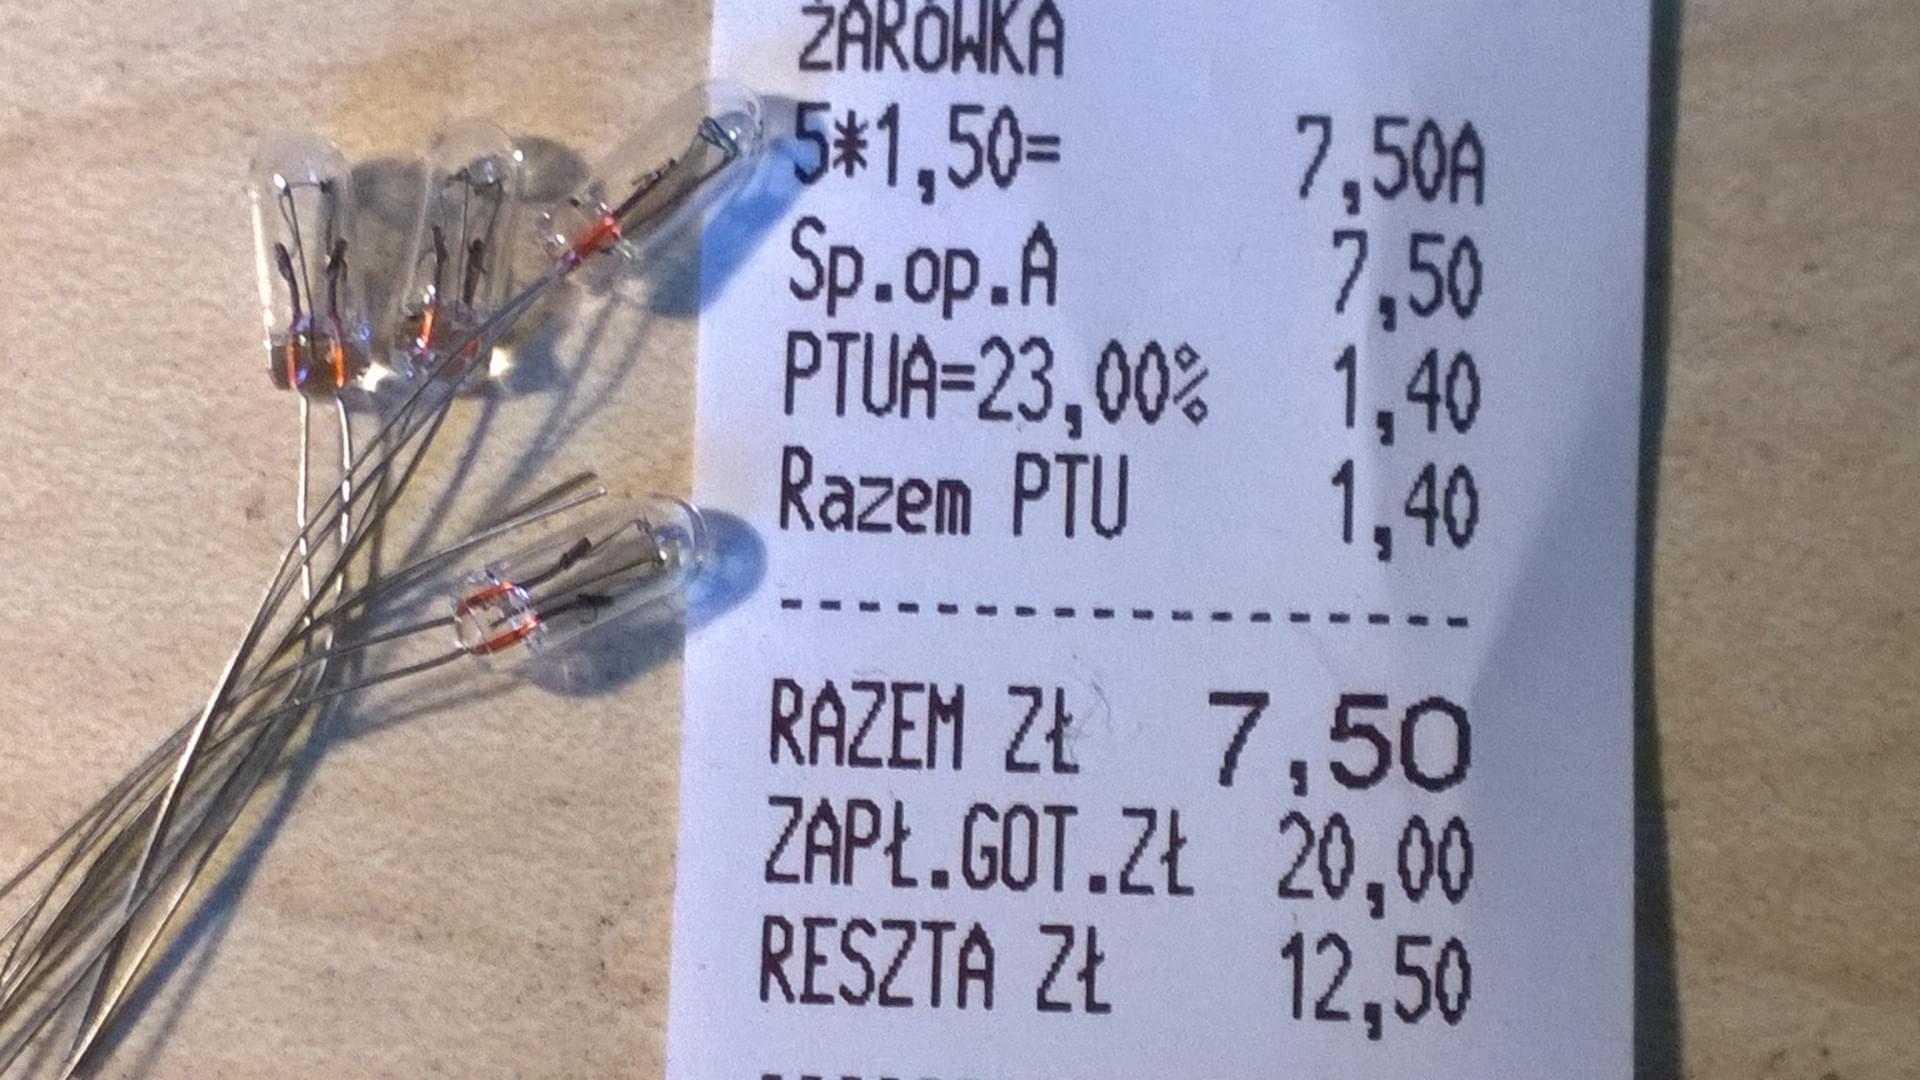 żARÓWKA
5*1,50= 7,50A
Sp.op.A 7,50
PTUA=23,00% 1,40
Razem PTU 1,40
------------------
RAZEM ZŁ 7,50
ZAPŁ.GOT.ZŁ 20,00
RESZTA ZŁ 12,50